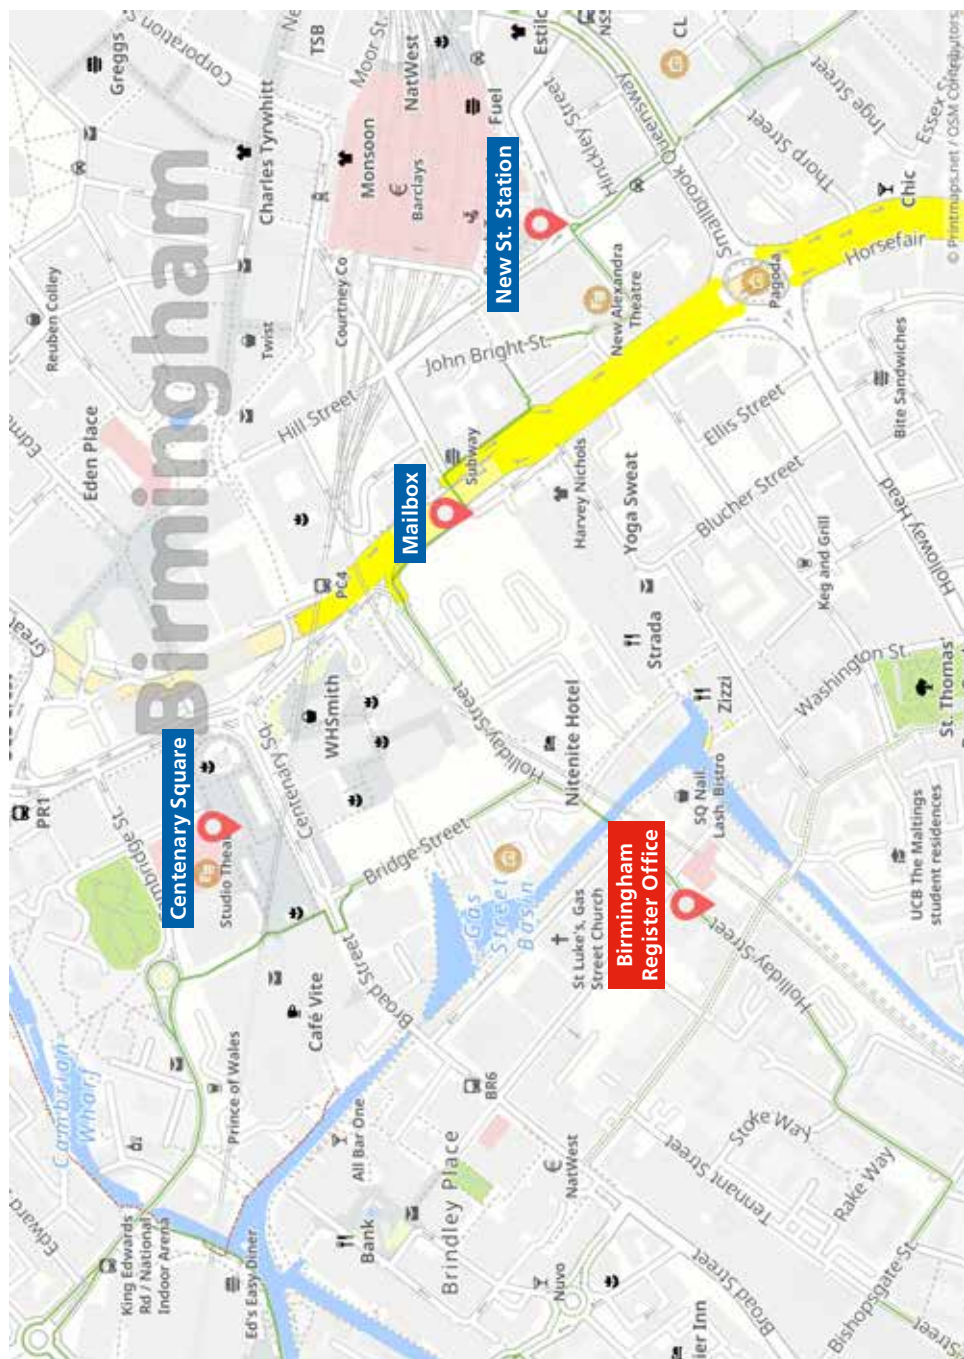 Birmingham
Greggs
Corporation St.
TSB
Moor St.
NatWest
Charles Tyrwhitt
Monsoon
Barclays
Fuel
CL
Reuben Colley
Twist
Courtney Co
New St. Station
Hinckley Street
Smallbrook Queensway
Thorp Street
Inge Street
Chic
Horsefair
Pagoda
© Printmaps.net / OSM Contributors
Eden Place
Hill Street
John Bright St.
New Alexandra
Theatre
Mailbox
Subway
Harvey Nichols
Yoga Sweat
Ellis Street
Blucher Street
Bite Sandwiches
Keg and Grill
Holloway Head
Great
PC4
Strada
Washington St.
St. Thomas'
Centenary Square
WHSmith
Centenary Sq.
Holliday Street
Nitenite Hotel
Zizzi
PR1
Cambridge St.
Bridge Street
SQ Nail
Lash. Bistro
UCB The Maltings
student residences
Gas
Street
Basin
St Luke's, Gas
Street Church
Birmingham
Register Office
Café Vite
Broad Street
Holliday Street
Cambrian
Wharf
Prince of Wales
All Bar One
BR6
Brindley Place
NatWest
Tennant Street
Stoke Way
Rake Way
Edward
King Edwards
Rd / National
Indoor Arena
Ed's Easy Diner
Bank
Nuvo
Broad Street
Bishopsgate St.